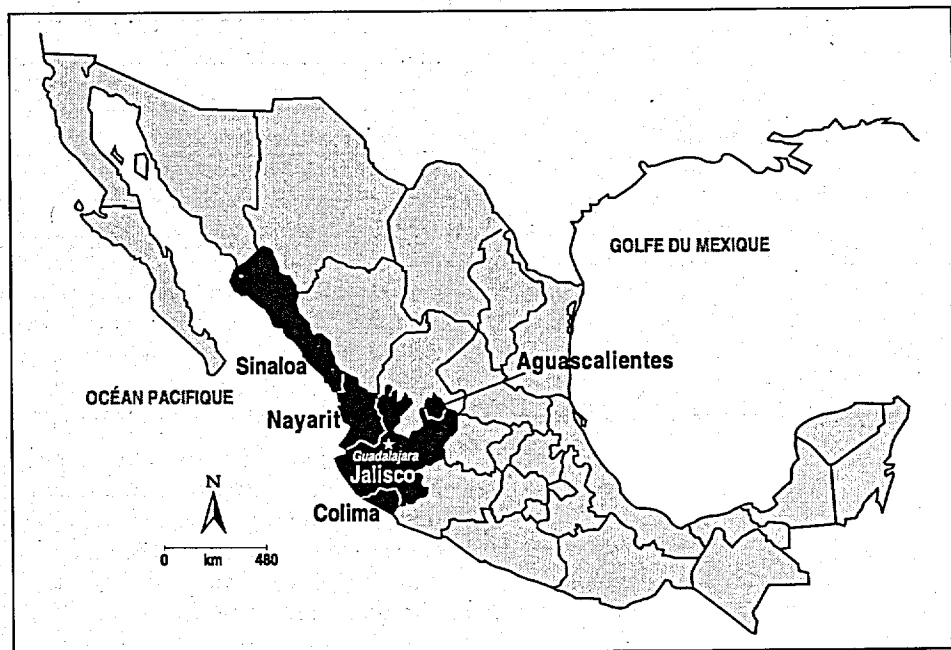 GOLFE DU MEXIQUE
Aguascalientes
Sinaloa
OCÉAN PACIFIQUE
Nayarit
Guadalajara
Jalisco
N
Colima
0 km 480